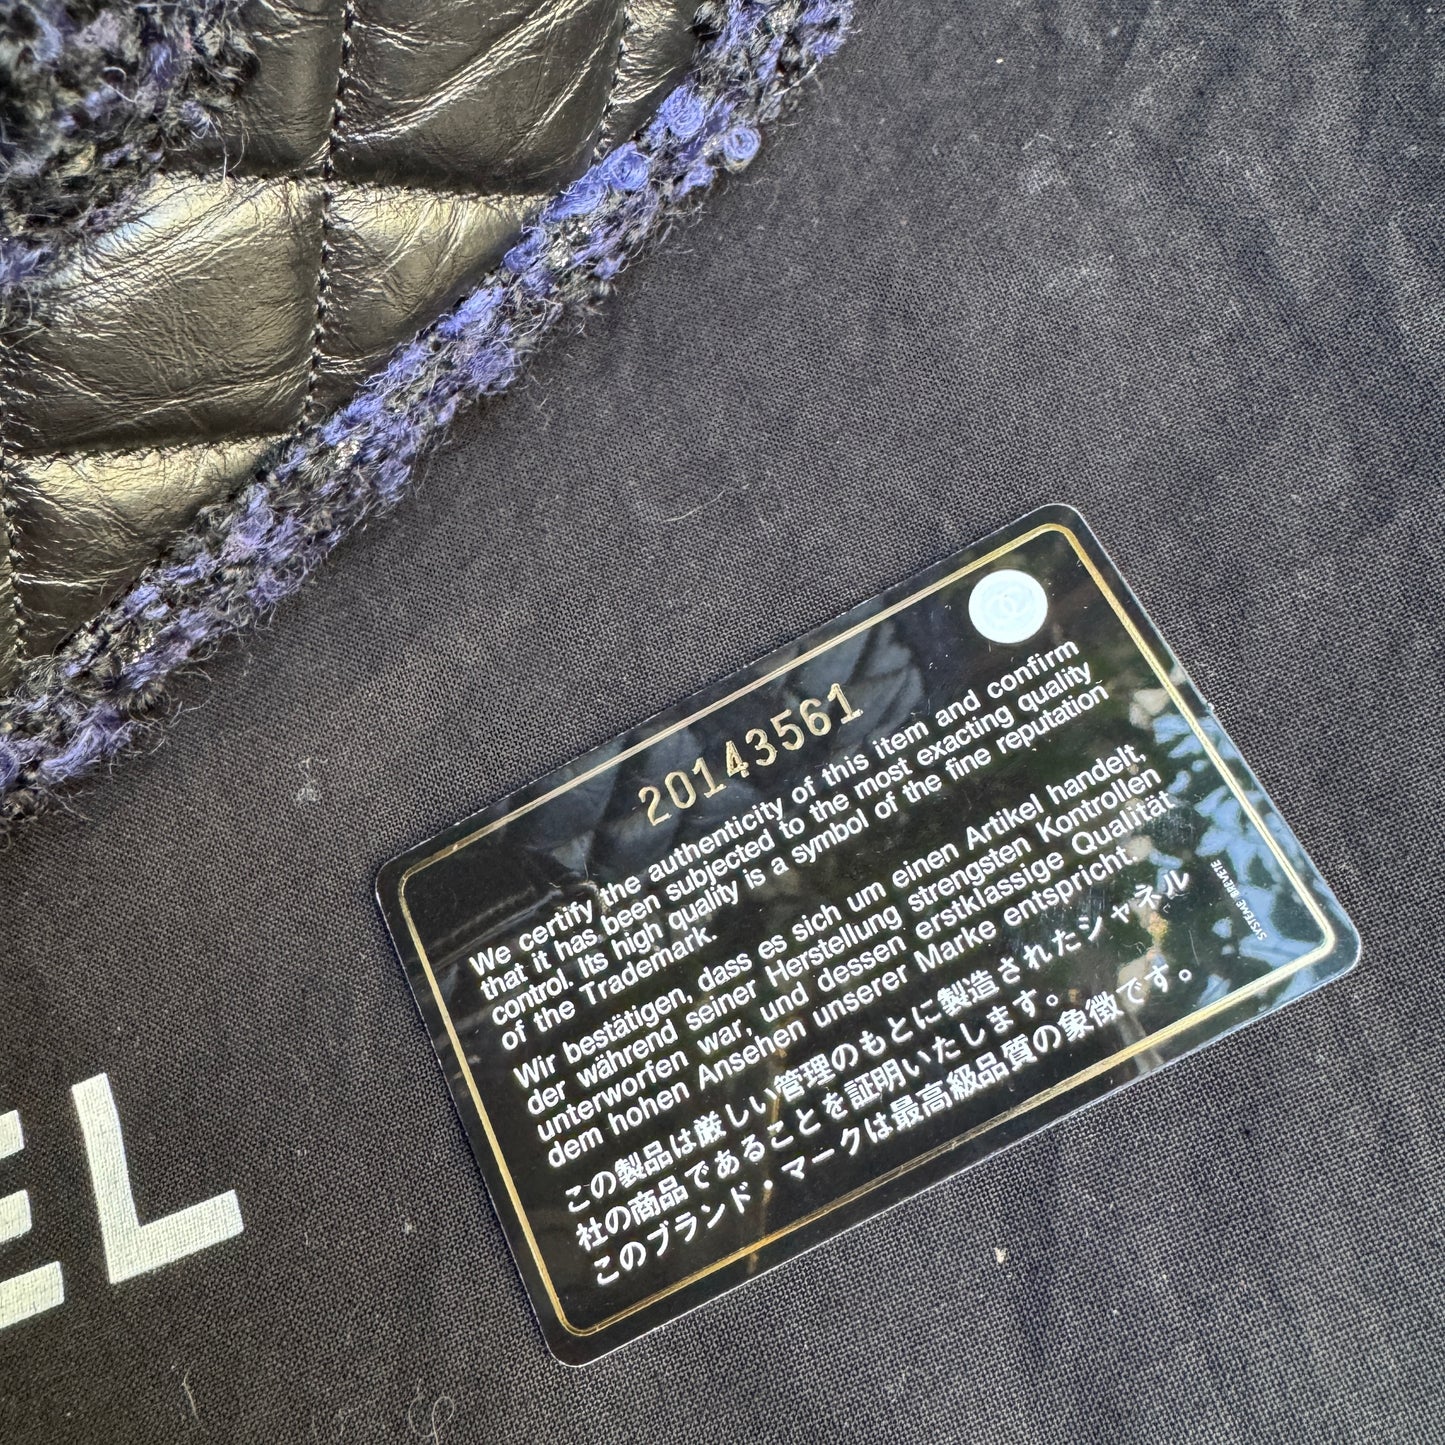 20143561
We certify the authenticity of this item and confirm
that it has been subjected to the most exacting quality
control. Its high quality is a symbol of the fine reputation
of the Trademark.
Wir bestätigen, dass es sich um einen Artikel handelt,
der während seiner Herstellung strengsten Kontrollen
unterworfen war, und dessen erstklassige Qualität
dem hohen Ansehen unserer Marke entspricht.
この製品は厳しい管理のもとに製造されたシャネル
社の商品であることを証明いたします。
このブランド・マークは最高級品質の象徴です。
SYSTEME BREVETE
EL